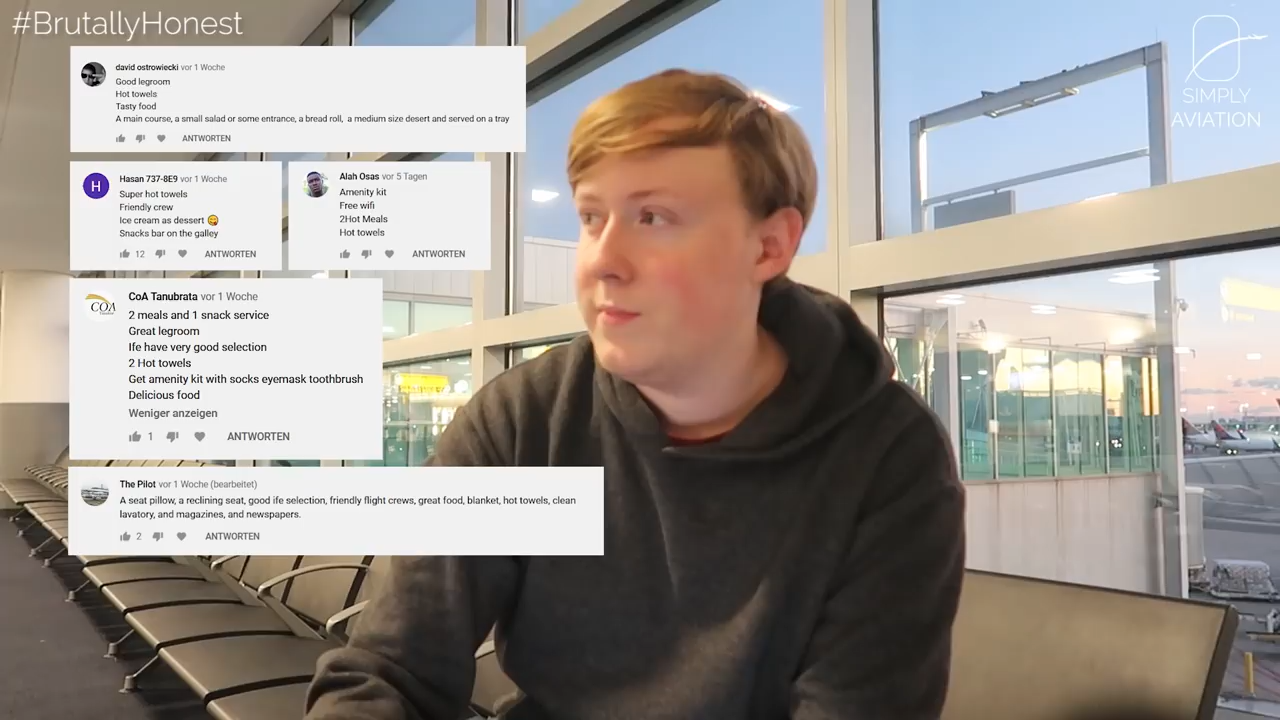 #BrutallyHonest
SIMPLY
AVIATION
david ostrowiecki vor 1 Woche
Good legroom
Hot towels
Tasty food
A main course, a small salad or some entrance, a bread roll,  a medium size desert and served on a tray
ANTWORTEN
H
Hasan 737-8E9 vor 1 Woche
Super hot towels
Friendly crew
Ice cream as dessert 😋
Snacks bar on the galley
12 ANTWORTEN
Alah Osas vor 5 Tagen
Amenity kit
Free wifi
2Hot Meals
Hot towels
ANTWORTEN
COA
CoA Tanubrata vor 1 Woche
2 meals and 1 snack service
Great legroom
Ife have very good selection
2 Hot towels
Get amenity kit with socks eyemask toothbrush
Delicious food
Weniger anzeigen
1 ANTWORTEN
The Pilot vor 1 Woche (bearbeitet)
A seat pillow, a reclining seat, good ife selection, friendly flight crews, great food, blanket, hot towels, clean
lavatory, and magazines, and newspapers.
2 ANTWORTEN